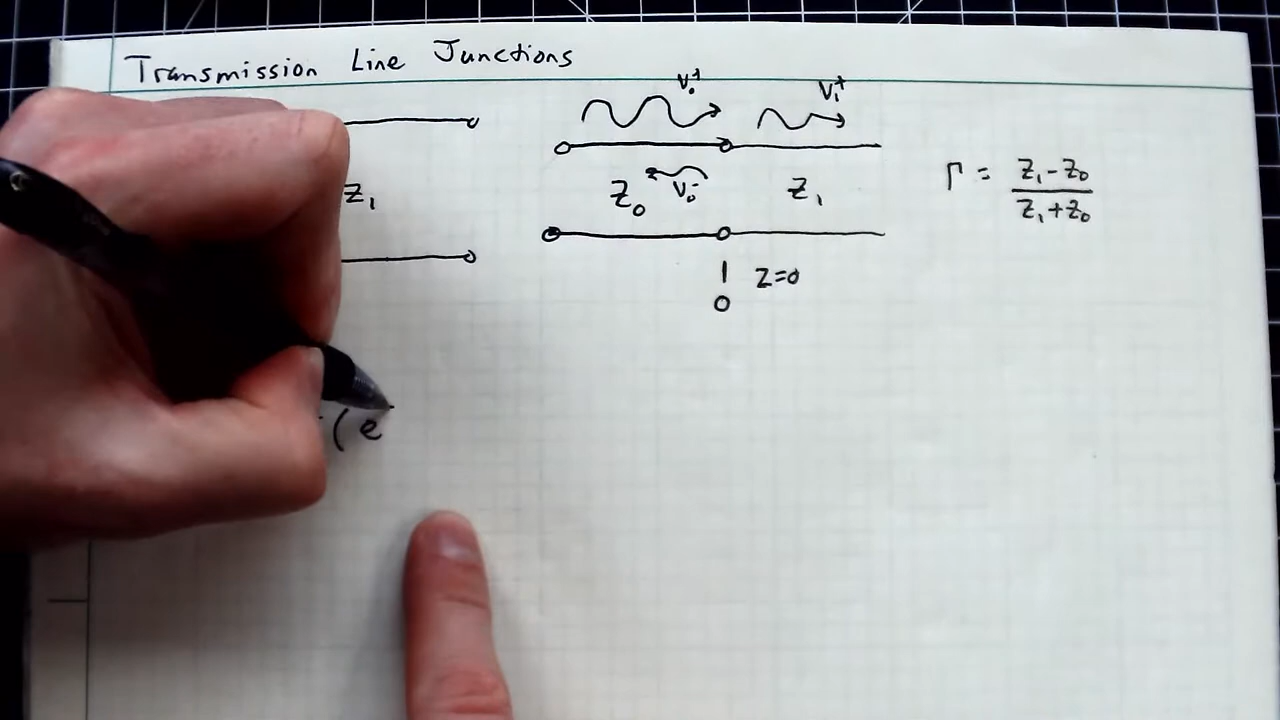 Transmission Line Junctions
V₀⁺ V₁⁺
Z₁ Z₀ V₀⁻ Z₁ Γ = (Z₁-Z₀)/(Z₁+Z₀)
| z=0
0
(e